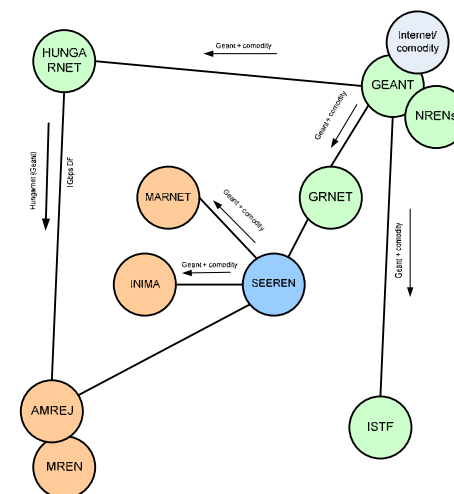 Internet/
comodity
Geant + comodity
HUNGA
RNET
GEANT
NRENs
Geant + comodity
Hungarnet (Geant)
1Gbps DF
MARNET
GRNET
Geant + comodity
Geant + comodity
Geant + comodity
INIMA
SEEREN
AMREJ
ISTF
MREN